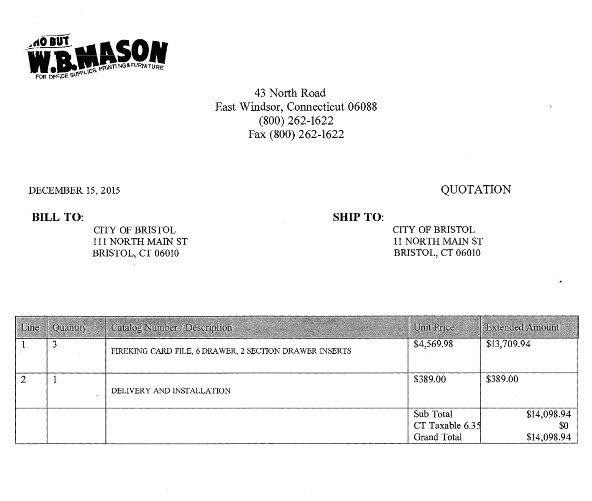 WHO BUT
W.B.MASON
FOR OFFICE SUPPLIES, PRINTING & FURNITURE
43 North Road
East Windsor, Connecticut 06088
(800) 262-1622
Fax (800) 262-1622
DECEMBER 15, 2015 QUOTATION
BILL TO: SHIP TO:
CITY OF BRISTOL CITY OF BRISTOL
111 NORTH MAIN ST 11 NORTH MAIN ST
BRISTOL, CT 06010 BRISTOL, CT 06010
Line Quantity Catalog Number / Description Unit Price Extended Amount
1 3 FIREKING CARD FILE, 6 DRAWER, 2 SECTION DRAWER INSERTS $4,569.98 $13,709.94
2 1 DELIVERY AND INSTALLATION $389.00 $389.00
Sub Total $14,098.94
CT Taxable 6.35 $0
Grand Total $14,098.94